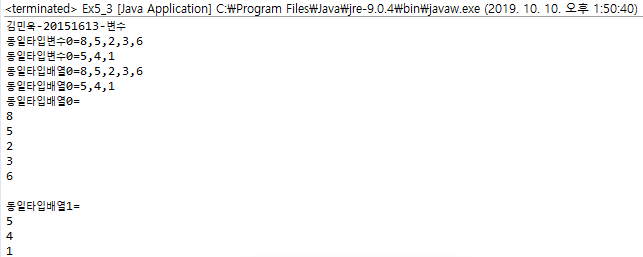 <terminated> Ex5_3 [Java Application] C:₩Program Files₩Java₩jre-9.0.4₩bin₩javaw.exe (2019. 10. 10. 오후 1:50:40)
김민욱-20151613-변수
동일타입변수0=8,5,2,3,6
동일타입변수0=5,4,1
동일타입배열0=8,5,2,3,6
동일타입배열0=5,4,1
동일타입배열0=
8
5
2
3
6
동일타입배열1=
5
4
1